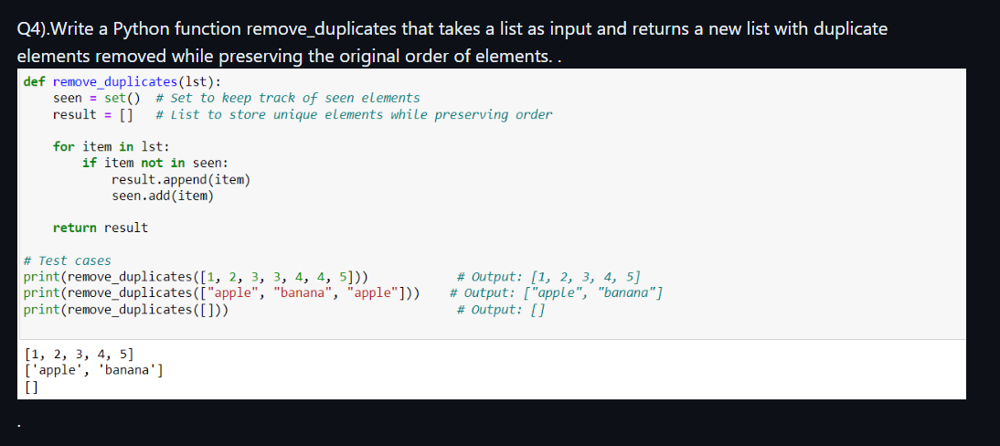 Q4).Write a Python function remove_duplicates that takes a list as input and returns a new list with duplicate
elements removed while preserving the original order of elements. .
def remove_duplicates(lst):
    seen = set()  # Set to keep track of seen elements
    result = []   # List to store unique elements while preserving order
    for item in lst:
        if item not in seen:
            result.append(item)
            seen.add(item)
    return result
# Test cases
print(remove_duplicates([1, 2, 3, 3, 4, 4, 5]))            # Output: [1, 2, 3, 4, 5]
print(remove_duplicates(["apple", "banana", "apple"]))    # Output: ["apple", "banana"]
print(remove_duplicates([]))                               # Output: []
[1, 2, 3, 4, 5]
['apple', 'banana']
[]
.